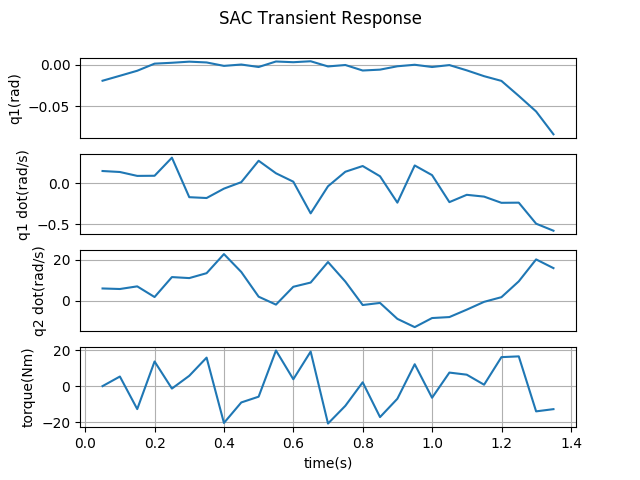 SAC Transient Response
0.00
−0.05
q1(rad)
0.0
−0.5
q1 dot(rad/s)
20
0
q2 dot(rad/s)
20
0
−20
torque(Nm)
0.0 0.2 0.4 0.6 0.8 1.0 1.2 1.4
time(s)